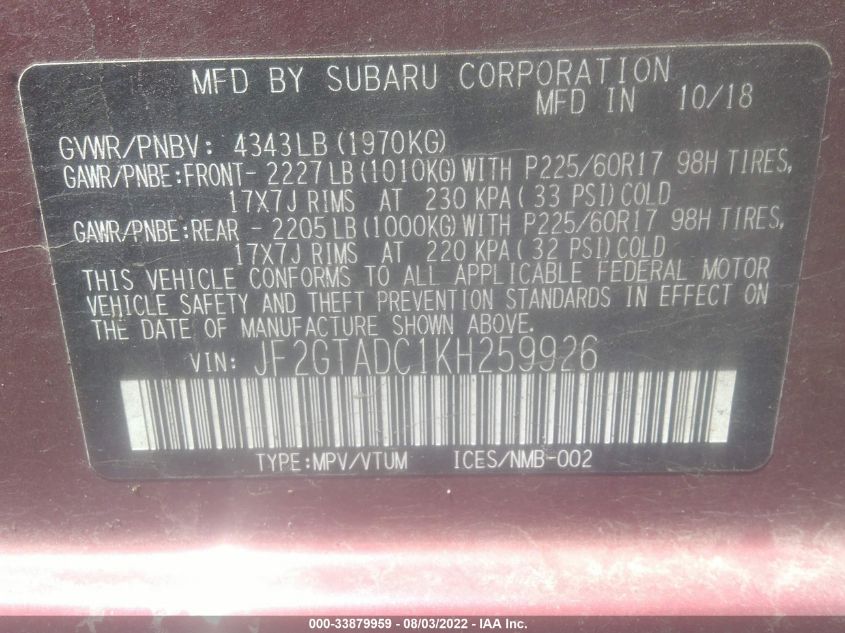 MFD BY SUBARU CORPORATION
MFD IN 10/18
GVWR/PNBV: 4343LB(1970KG)
GAWR/PNBE:FRONT- 2227LB(1010KG)WITH P225/60R17 98H TIRES,
17X7J RIMS AT 230 KPA( 33 PSI)COLD
GAWR/PNBE:REAR - 2205LB(1000KG)WITH P225/60R17 98H TIRES,
17X7J RIMS AT 220 KPA( 32 PSI)COLD
THIS VEHICLE CONFORMS TO ALL APPLICABLE FEDERAL MOTOR
VEHICLE SAFETY AND THEFT PREVENTION STANDARDS IN EFFECT ON
THE DATE OF MANUFACTURE SHOWN ABOVE.
VIN: JF2GTADC1KH259926
TYPE:MPV/VTUM ICES/NMB-002
000-33879959 - 08/03/2022 - IAA Inc.